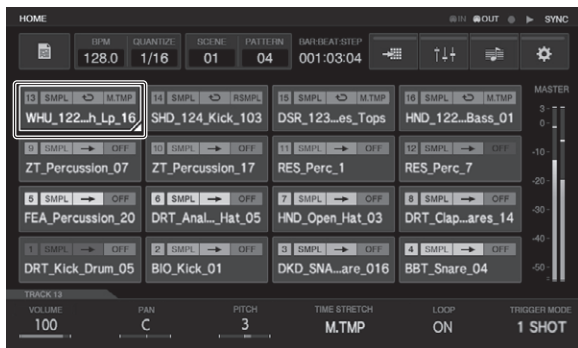 HOME IN OUT SYNC
BPM QUANTIZE SCENE PATTERN BAR:BEAT:STEP
128.0 1/16 01 04 001:03:04
13 SMPL M.TMP 14 SMPL RSMPL 15 SMPL M.TMP 16 SMPL M.TMP
WHU_122...h_Lp_16 SHD_124_Kick_103 DSR_123...es_Tops HND_122...Bass_01
9 SMPL OFF 10 SMPL OFF 11 SMPL OFF 12 SMPL OFF
ZT_Percussion_07 ZT_Percussion_17 RES_Perc_1 RES_Perc_7
5 SMPL OFF 6 SMPL OFF 7 SMPL OFF 8 SMPL OFF
FEA_Percussion_20 DRT_Anal..._Hat_05 HND_Open_Hat_03 DRT_Clap...ares_14
1 SMPL OFF 2 SMPL OFF 3 SMPL OFF 4 SMPL OFF
DRT_Kick_Drum_05 BIO_Kick_01 DKD_SNA...are_016 BBT_Snare_04
MASTER
3
0
-10
-20
-30
-40
-50
TRACK 13
VOLUME PAN PITCH TIME STRETCH LOOP TRIGGER MODE
100 C 3 M.TMP ON 1 SHOT